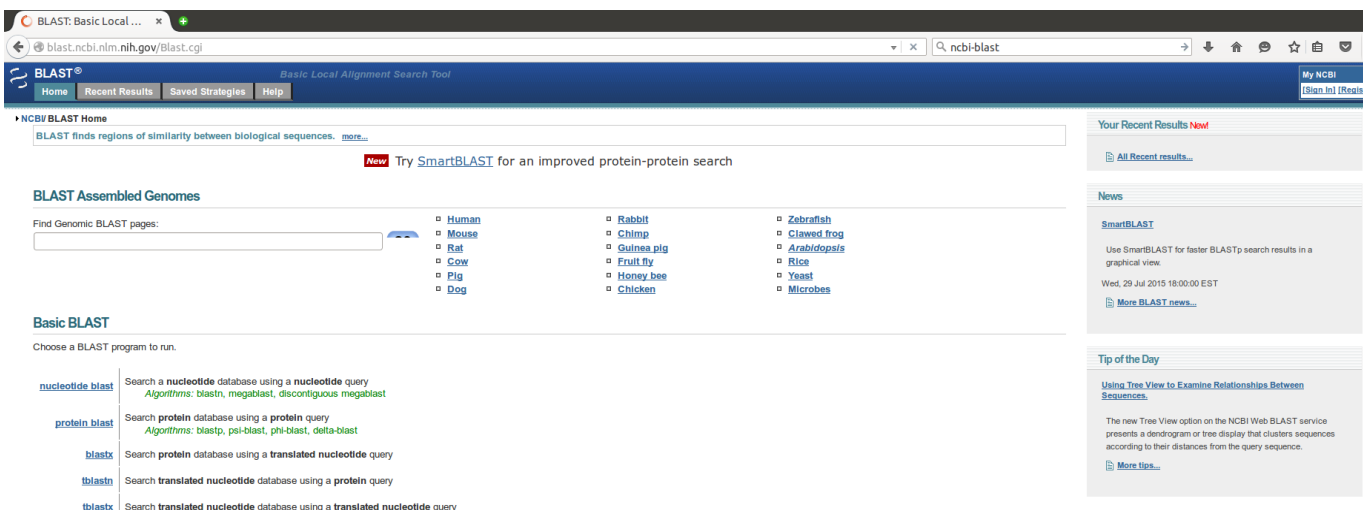 BLAST: Basic Local ...
blast.ncbi.nlm.nih.gov/Blast.cgi
ncbi-blast
BLAST®
Basic Local Alignment Search Tool
My NCBI
Home Recent Results Saved Strategies Help
[Sign In] [Regis
NCBI/ BLAST Home
BLAST finds regions of similarity between biological sequences. more...
New Try SmartBLAST for an improved protein-protein search
BLAST Assembled Genomes
Find Genomic BLAST pages:
Human
Mouse
Rat
Cow
Pig
Dog
Rabbit
Chimp
Guinea pig
Fruit fly
Honey bee
Chicken
Zebrafish
Clawed frog
Arabidopsis
Rice
Yeast
Microbes
Basic BLAST
Choose a BLAST program to run.
nucleotide blast Search a nucleotide database using a nucleotide query
Algorithms: blastn, megablast, discontiguous megablast
protein blast Search protein database using a protein query
Algorithms: blastp, psi-blast, phi-blast, delta-blast
blastx Search protein database using a translated nucleotide query
tblastn Search translated nucleotide database using a protein query
tblastx Search translated nucleotide database using a translated nucleotide query
Your Recent Results New!
All Recent results...
News
SmartBLAST
Use SmartBLAST for faster BLASTp search results in a
graphical view.
Wed, 29 Jul 2015 18:00:00 EST
More BLAST news...
Tip of the Day
Using Tree View to Examine Relationships Between
Sequences.
The new Tree View option on the NCBI Web BLAST service
presents a dendrogram or tree display that clusters sequences
according to their distances from the query sequence.
More tips...